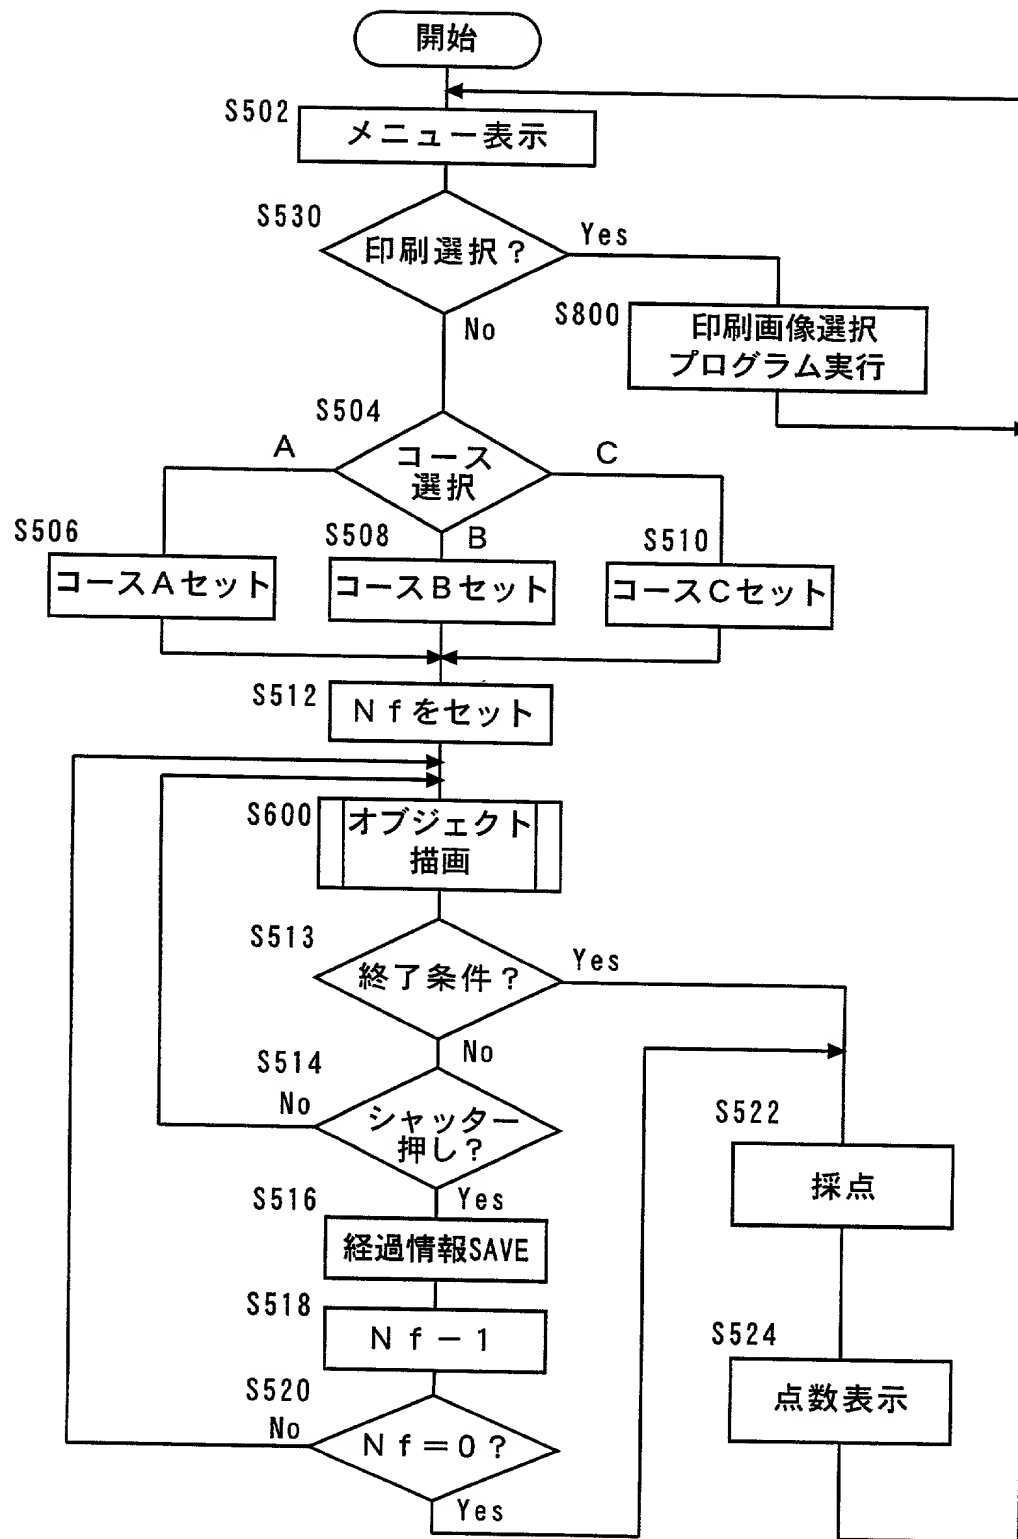 開始
S502
メニュー表示
S530
印刷選択？
Yes
No
S800
印刷画像選択
プログラム実行
S504
コース
選択
A
B
C
S506
コースAセット
S508
コースBセット
S510
コースCセット
S512
Nfをセット
S600
オブジェクト
描画
S513
終了条件？
Yes
No
S514
シャッター
押し？
No
Yes
S516
経過情報SAVE
S518
Nf－1
S520
Nf＝0？
No
Yes
S522
採点
S524
点数表示